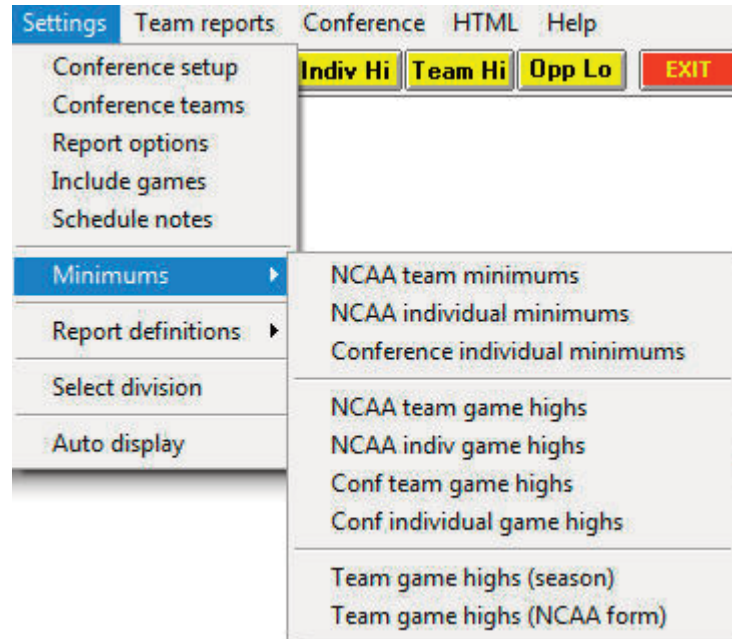 Settings Team reports Conference HTML Help
Indiv Hi Team Hi Opp Lo EXIT
Conference setup
Conference teams
Report options
Include games
Schedule notes
Minimums
Report definitions
Select division
Auto display
NCAA team minimums
NCAA individual minimums
Conference individual minimums
NCAA team game highs
NCAA indiv game highs
Conf team game highs
Conf individual game highs
Team game highs (season)
Team game highs (NCAA form)